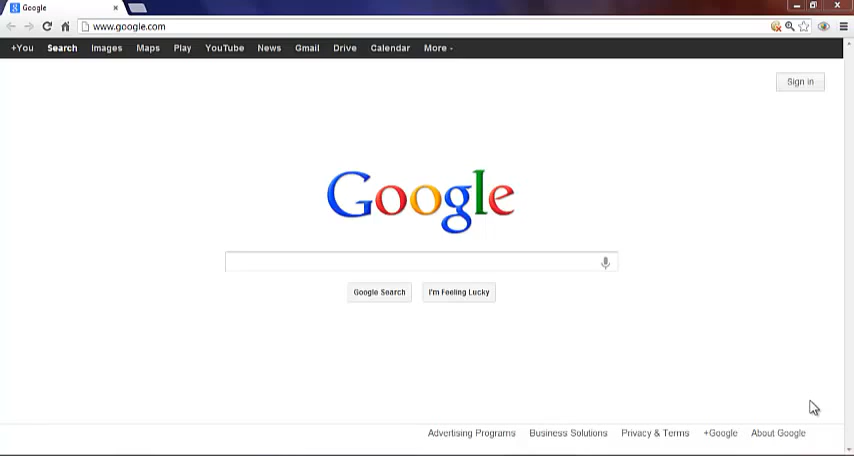 Google
www.google.com
+You Search Images Maps Play YouTube News Gmail Drive Calendar More
Sign in
Google
Google Search I'm Feeling Lucky
Advertising Programs Business Solutions Privacy & Terms +Google About Google